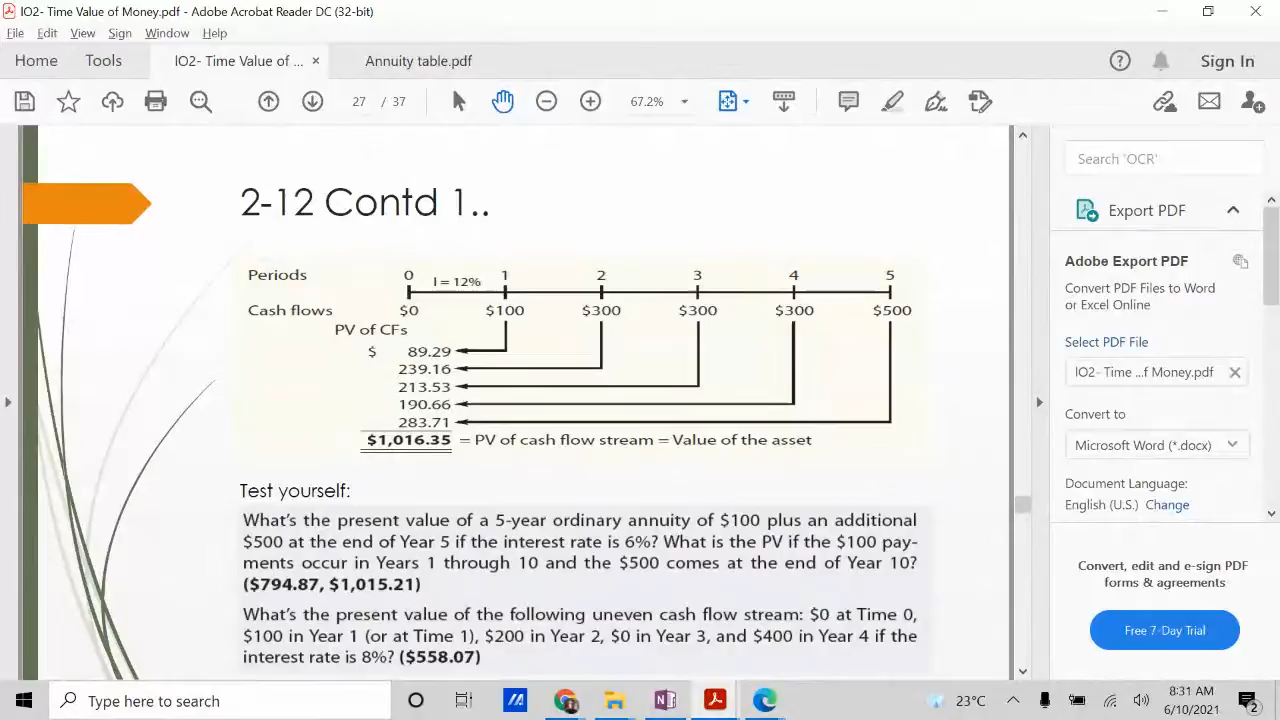 IO2- Time Value of Money.pdf - Adobe Acrobat Reader DC (32-bit)
File Edit View Sign Window Help
Home Tools IO2- Time Value of ... × Annuity table.pdf Sign In
27 / 37 67.2%
2-12 Contd 1..
Periods 0 1 2 3 4 5
I = 12%
Cash flows $0 $100 $300 $300 $300 $500
PV of CFs
$ 89.29
239.16
213.53
190.66
283.71
$1,016.35 = PV of cash flow stream = Value of the asset
Test yourself:
What's the present value of a 5-year ordinary annuity of $100 plus an additional
$500 at the end of Year 5 if the interest rate is 6%? What is the PV if the $100 pay-
ments occur in Years 1 through 10 and the $500 comes at the end of Year 10?
($794.87, $1,015.21)
What's the present value of the following uneven cash flow stream: $0 at Time 0,
$100 in Year 1 (or at Time 1), $200 in Year 2, $0 in Year 3, and $400 in Year 4 if the
interest rate is 8%? ($558.07)
Search 'OCR'
Export PDF
Adobe Export PDF
Convert PDF Files to Word
or Excel Online
Select PDF File
IO2- Time ...f Money.pdf
Convert to
Microsoft Word (*.docx)
Document Language:
English (U.S.) Change
Convert, edit and e-sign PDF
forms & agreements
Free 7-Day Trial
Type here to search
23°C
8:31 AM
6/10/2021
2